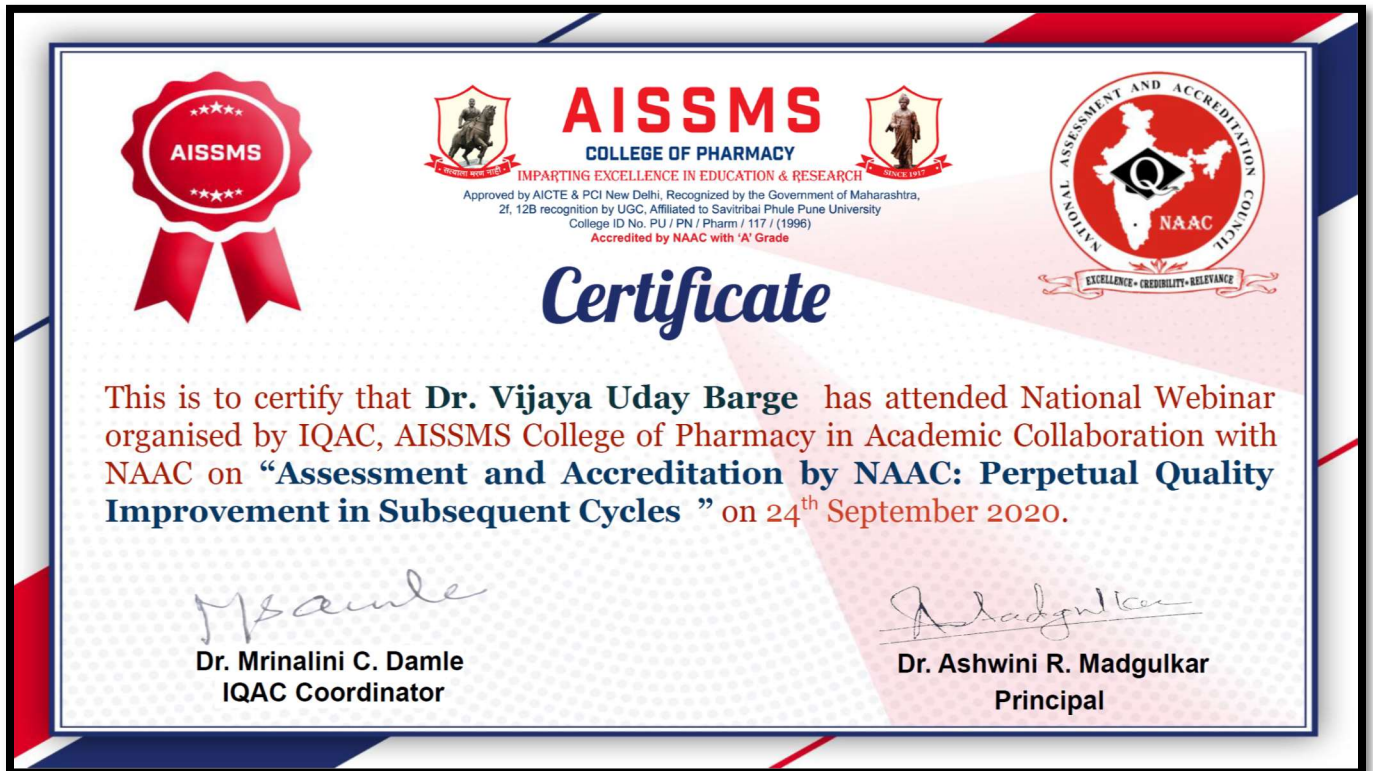 AISSMS
AISSMS
COLLEGE OF PHARMACY
IMPARTING EXCELLENCE IN EDUCATION & RESEARCH
सत्याला मरण नाही
SINCE 1917
Approved by AICTE & PCI New Delhi, Recognized by the Government of Maharashtra,
2f, 12B recognition by UGC, Affiliated to Savitribai Phule Pune University
College ID No. PU / PN / Pharm / 117 / (1996)
Accredited by NAAC with ‘A’ Grade
NATIONAL ASSESSMENT AND ACCREDITATION COUNCIL
Q
NAAC
EXCELLENCE • CREDIBILITY • RELEVANCE
Certificate
This is to certify that Dr. Vijaya Uday Barge has attended National Webinar
organised by IQAC, AISSMS College of Pharmacy in Academic Collaboration with
NAAC on “Assessment and Accreditation by NAAC: Perpetual Quality
Improvement in Subsequent Cycles ” on 24th September 2020.
Dr. Mrinalini C. Damle
IQAC Coordinator
Dr. Ashwini R. Madgulkar
Principal